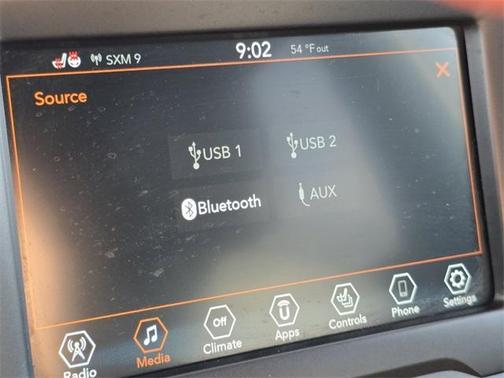 SXM 9 9:02 54 °F out
Source
USB 1 USB 2
Bluetooth AUX
Off
Radio Media Climate Apps Controls Phone Settings